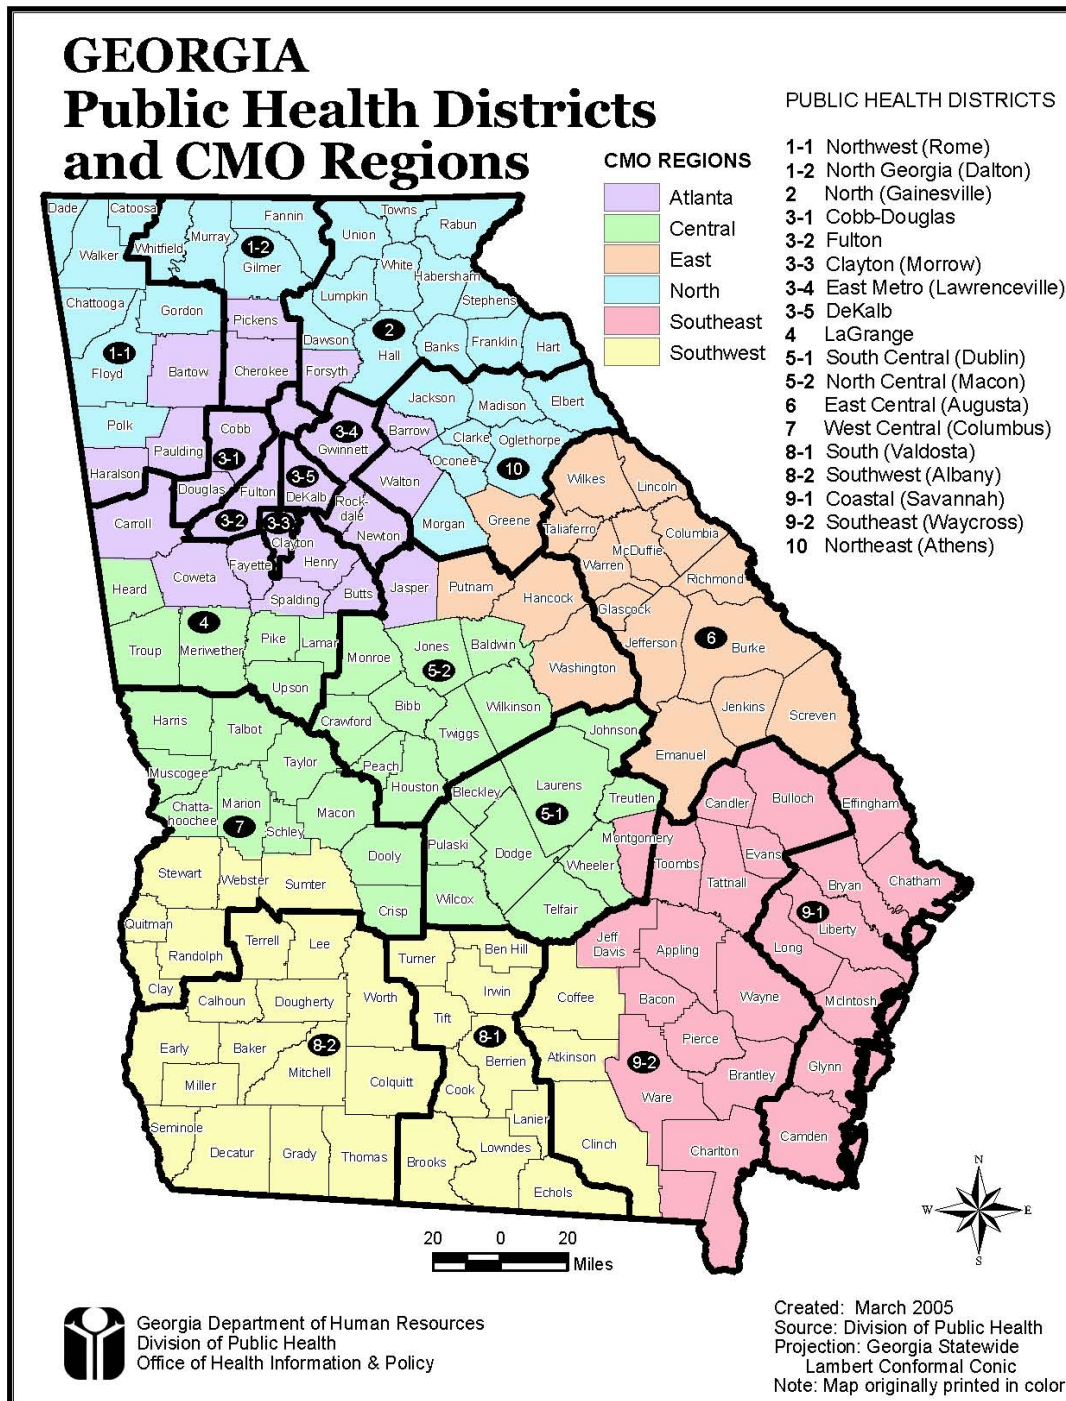 GEORGIA
Public Health Districts
and CMO Regions
CMO REGIONS
Atlanta
Central
East
North
Southeast
Southwest
PUBLIC HEALTH DISTRICTS
1-1 Northwest (Rome)
1-2 North Georgia (Dalton)
2 North (Gainesville)
3-1 Cobb-Douglas
3-2 Fulton
3-3 Clayton (Morrow)
3-4 East Metro (Lawrenceville)
3-5 DeKalb
4 LaGrange
5-1 South Central (Dublin)
5-2 North Central (Macon)
6 East Central (Augusta)
7 West Central (Columbus)
8-1 South (Valdosta)
8-2 Southwest (Albany)
9-1 Coastal (Savannah)
9-2 Southeast (Waycross)
10 Northeast (Athens)
Dade
Catoosa
Fannin
Towns
Rabun
Whitfield
Murray
1-2
Gilmer
Union
Walker
White
Habersham
Stephens
Lumpkin
Chattooga
Gordon
Pickens
Dawson
2
Hall
Banks
Franklin
Hart
1-1
Floyd
Bartow
Cherokee
Forsyth
Jackson
Madison
Elbert
Polk
Cobb
3-4
Gwinnett
Barrow
Clarke
Oglethorpe
Oconee
10
Paulding
3-1
Haralson
Douglas
Fulton
3-5
DeKalb
Walton
Rock-
dale
Wilkes
Lincoln
Carroll
3-2
3-3
Clayton
Newton
Morgan
Greene
Taliaferro
Columbia
McDuffie
Warren
Richmond
Coweta
Fayette
Henry
Heard
Spalding
Butts
Jasper
Putnam
Hancock
Glascock
Jefferson
6
Burke
4
Troup
Meriwether
Pike
Lamar
Monroe
Jones
5-2
Baldwin
Washington
Upson
Jenkins
Screven
Harris
Talbot
Crawford
Bibb
Twiggs
Wilkinson
Johnson
Emanuel
Taylor
Peach
Muscogee
Houston
Bleckley
Laurens
5-1
Treutlen
Candler
Bulloch
Effingham
Chatta-
hoochee
Marion
7
Schley
Macon
Dooly
Pulaski
Dodge
Wheeler
Montgomery
Toombs
Evans
Tattnall
Bryan
Chatham
Stewart
Webster
Sumter
Crisp
Wilcox
Telfair
9-1
Liberty
Long
Quitman
Randolph
Terrell
Lee
Turner
Ben Hill
Jeff
Davis
Appling
Clay
Calhoun
Dougherty
Worth
Irwin
Coffee
Bacon
Wayne
McIntosh
Tift
Early
Baker
8-2
Mitchell
8-1
Berrien
Atkinson
Pierce
Miller
Colquitt
Cook
9-2
Ware
Brantley
Glynn
Seminole
Decatur
Grady
Thomas
Brooks
Lanier
Lowndes
Clinch
Charlton
Camden
Echols
N
W
E
S
20 0 20
Miles
Georgia Department of Human Resources
Division of Public Health
Office of Health Information & Policy
Created: March 2005
Source: Division of Public Health
Projection: Georgia Statewide
Lambert Conformal Conic
Note: Map originally printed in color